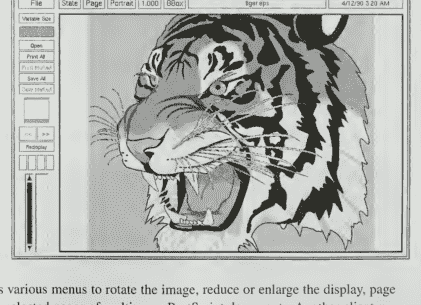 File State Page Portrait 1.000 BBox tiger.eps 4/12/90 3:20 AM
Variable Size
Open
Print All
Save All
Redisplay
s various menus to rotate the image, reduce or enlarge the display, page